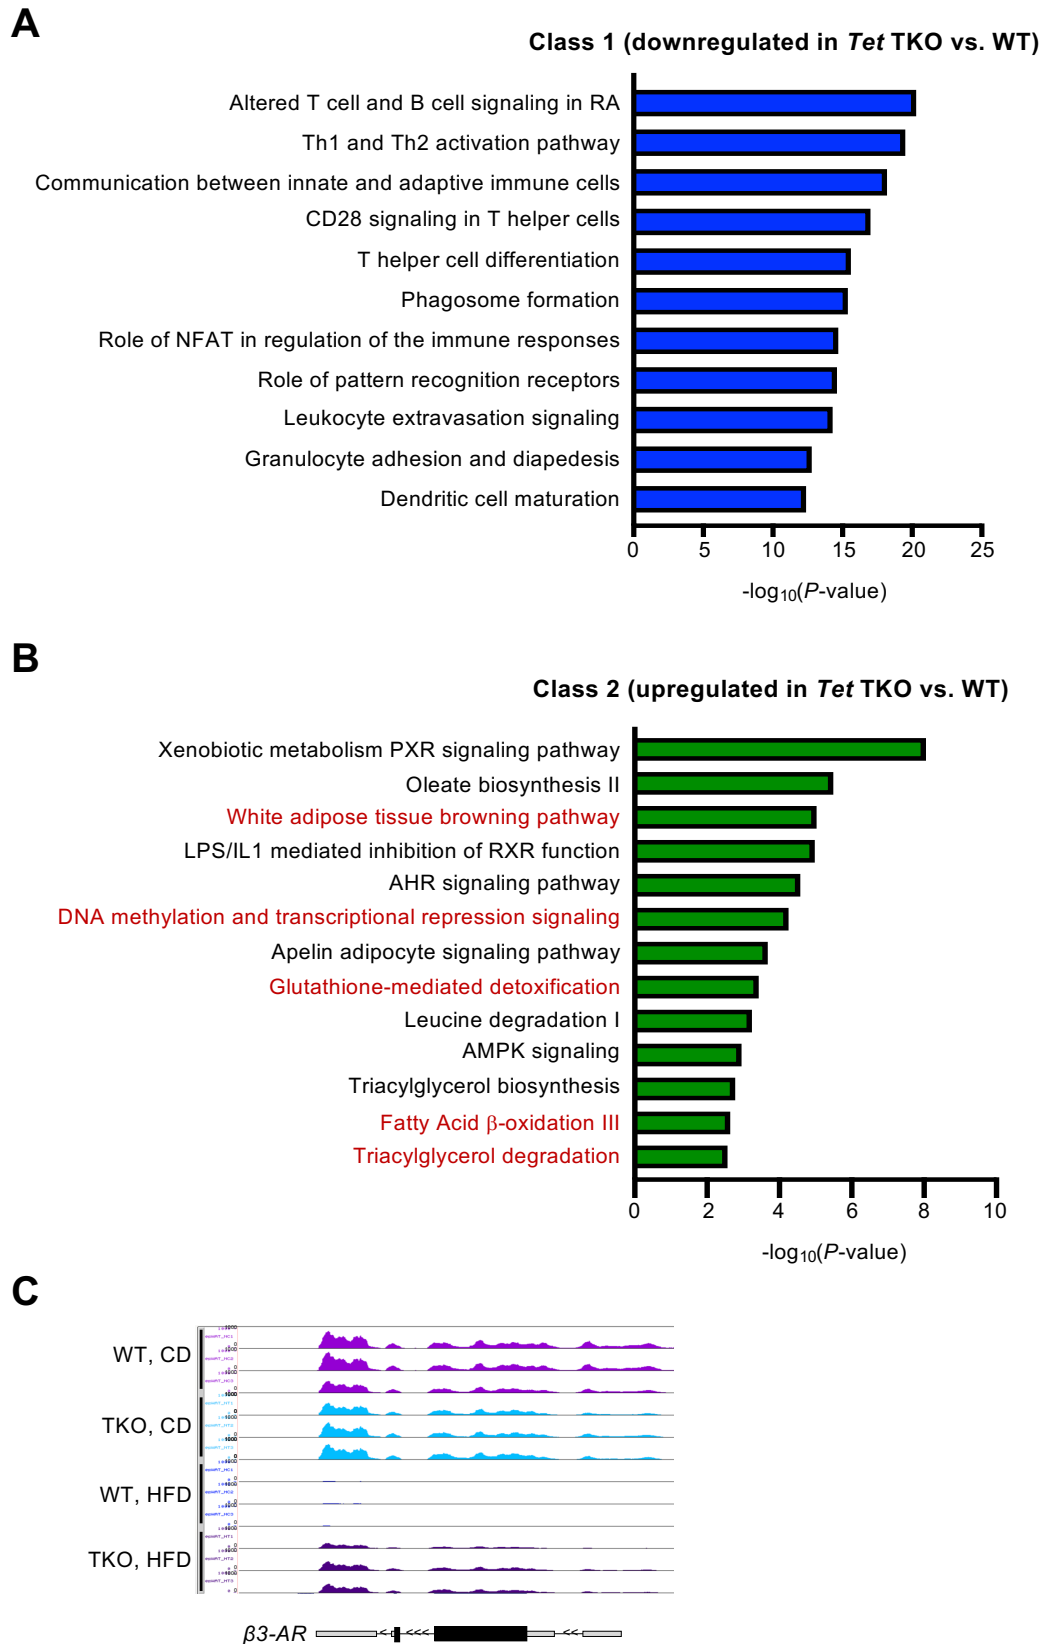 A
Class 1 (downregulated in Tet TKO vs. WT)
Altered T cell and B cell signaling in RA
Th1 and Th2 activation pathway
Communication between innate and adaptive immune cells
CD28 signaling in T helper cells
T helper cell differentiation
Phagosome formation
Role of NFAT in regulation of the immune responses
Role of pattern recognition receptors
Leukocyte extravasation signaling
Granulocyte adhesion and diapedesis
Dendritic cell maturation
0 5 10 15 20 25
-log10(P-value)
B
Class 2 (upregulated in Tet TKO vs. WT)
Xenobiotic metabolism PXR signaling pathway
Oleate biosynthesis II
White adipose tissue browning pathway
LPS/IL1 mediated inhibition of RXR function
AHR signaling pathway
DNA methylation and transcriptional repression signaling
Apelin adipocyte signaling pathway
Glutathione-mediated detoxification
Leucine degradation I
AMPK signaling
Triacylglycerol biosynthesis
Fatty Acid β-oxidation III
Triacylglycerol degradation
0 2 4 6 8 10
-log10(P-value)
C
WT, CD
TKO, CD
WT, HFD
TKO, HFD
β3-AR